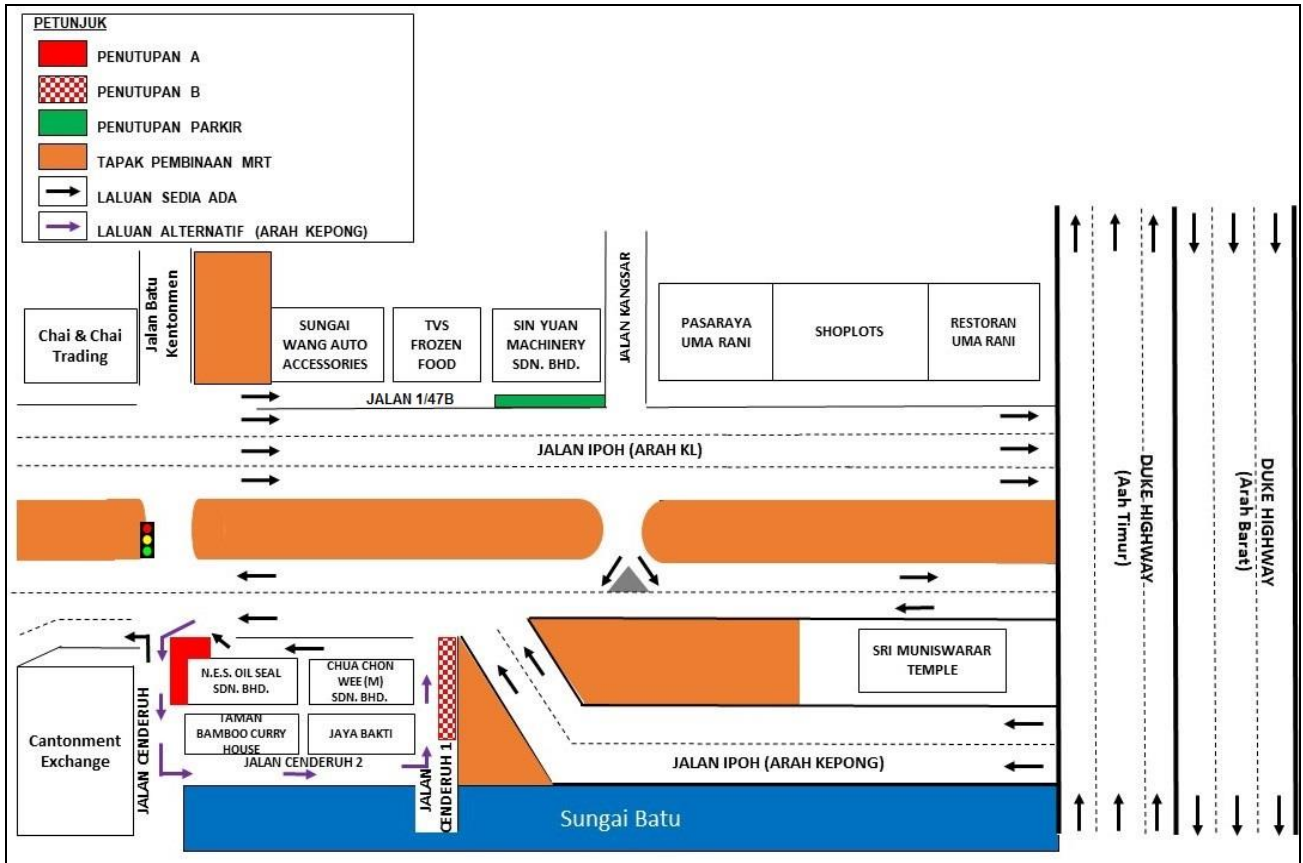 PETUNJUK
PENUTUPAN A
PENUTUPAN B
PENUTUPAN PARKIR
TAPAK PEMBINAAN MRT
LALUAN SEDIA ADA
LALUAN ALTERNATIF (ARAH KEPONG)
Chai & Chai
Trading
Jalan Batu
Kentonmen
SUNGAI
WANG AUTO
ACCESSORIES
TVS
FROZEN
FOOD
SIN YUAN
MACHINERY
SDN. BHD.
JALAN KANGSAR
PASARAYA
UMA RANI
SHOPLOTS
RESTORAN
UMA RANI
JALAN 1/47B
JALAN IPOH (ARAH KL)
DUKE HIGHWAY
(Aah Timur)
DUKE HIGHWAY
(Arah Barat)
Cantonment
Exchange
JALAN CENDERUH
N.E.S. OIL SEAL
SDN. BHD.
CHUA CHON
WEE (M)
SDN. BHD.
TAMAN
BAMBOO CURRY
HOUSE
JAYA BAKTI
JALAN CENDERUH 2
JALAN
CENDERUH 1
SRI MUNISWARAR
TEMPLE
JALAN IPOH (ARAH KEPONG)
Sungai Batu